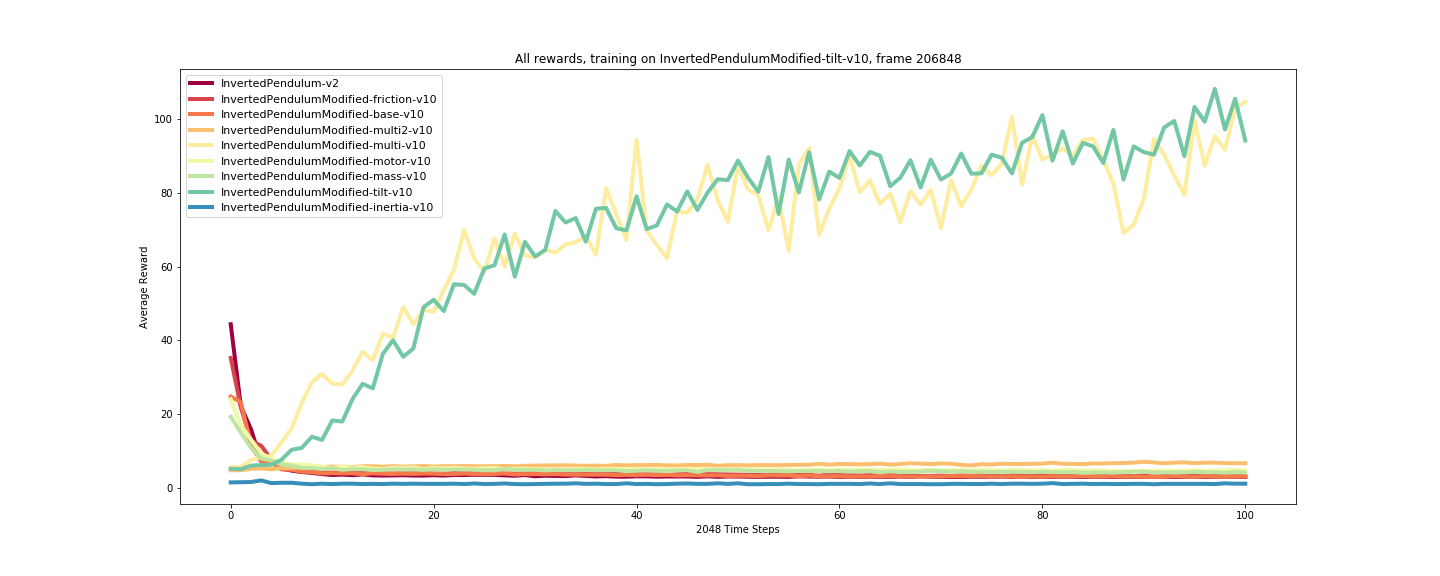 All rewards, training on InvertedPendulumModified-tilt-v10, frame 206848
InvertedPendulum-v2
InvertedPendulumModified-friction-v10
InvertedPendulumModified-base-v10
InvertedPendulumModified-multi2-v10
InvertedPendulumModified-multi-v10
InvertedPendulumModified-motor-v10
InvertedPendulumModified-mass-v10
InvertedPendulumModified-tilt-v10
InvertedPendulumModified-inertia-v10
Average Reward
100
80
60
40
20
0
0 20 40 60 80 100
2048 Time Steps